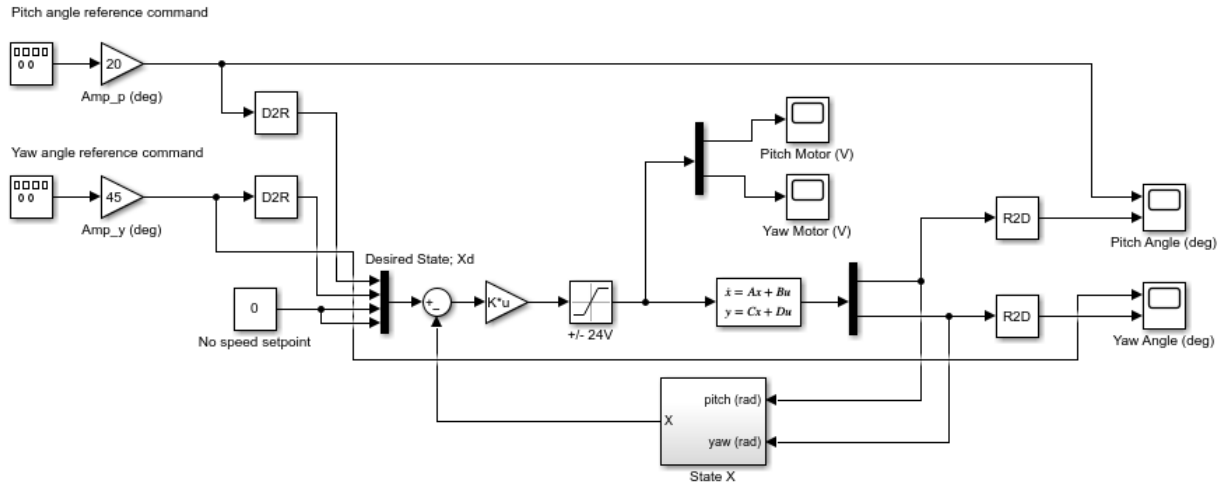 Pitch angle reference command
20
Amp_p (deg)
D2R
Yaw angle reference command
45
Amp_y (deg)
D2R
Pitch Motor (V)
Yaw Motor (V)
R2D
Pitch Angle (deg)
Desired State; Xd
0
No speed setpoint
+
−
K*u
+/- 24V
ẋ = Ax + Bu
y = Cx + Du
R2D
Yaw Angle (deg)
pitch (rad)
X
yaw (rad)
State X